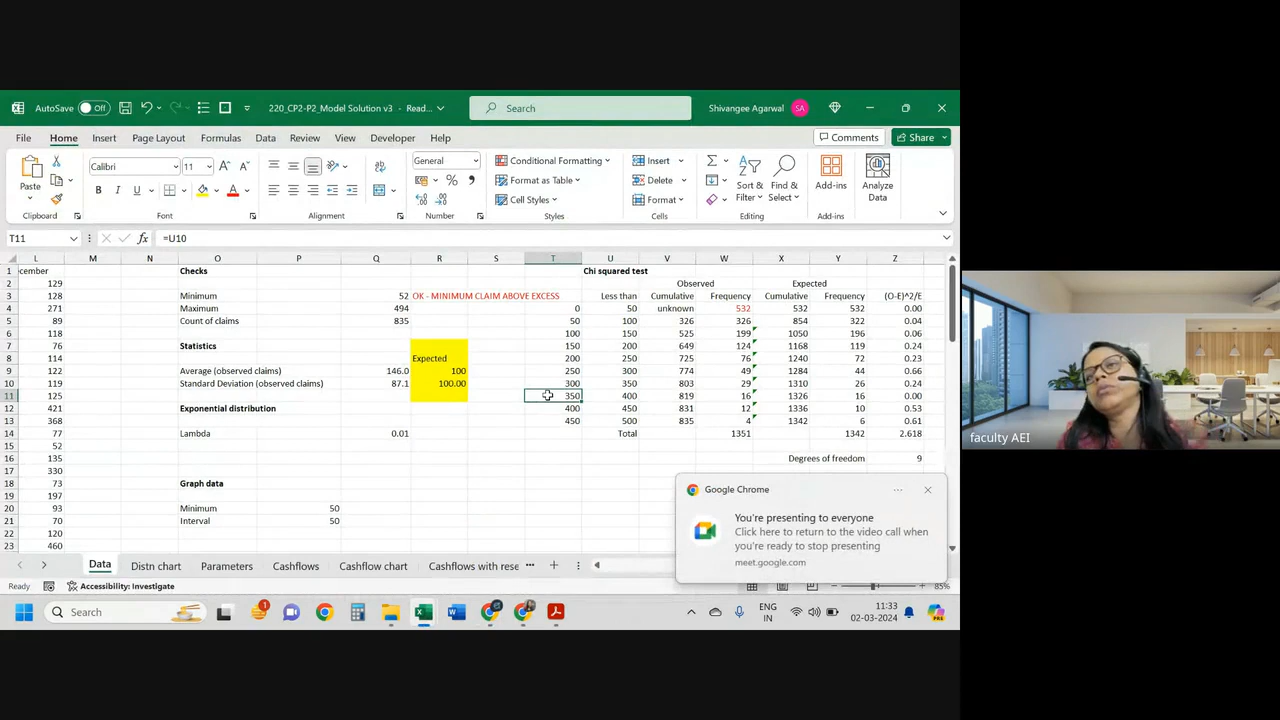 AutoSave Off 220_CP2-P2_Model Solution v3 - Read... Search Shivangee Agarwal SA
File Home Insert Page Layout Formulas Data Review View Developer Help Comments Share
Calibri 11 General Conditional Formatting Insert
Paste Format as Table Delete Sort & Filter Find & Select Add-ins Analyze Data
B I U Cell Styles Format
Clipboard Font Alignment Number Styles Cells Editing Add-ins
T11 fx =U10
L M N O P Q R S T U V W X Y Z
1 cember Checks Chi squared test
2 129 Observed Expected
3 128 Minimum 52 OK - MINIMUM CLAIM ABOVE EXCESS Less than Cumulative Frequency Cumulative Frequency (O-E)^2/E
4 271 Maximum 494 0 50 unknown 532 532 532 0.00
5 89 Count of claims 835 50 100 326 326 854 322 0.04
6 118 100 150 525 199 1050 196 0.06
7 76 Statistics 150 200 649 124 1168 119 0.24
8 114 Expected 200 250 725 76 1240 72 0.23
9 122 Average (observed claims) 146.0 100 250 300 774 49 1284 44 0.66
10 119 Standard Deviation (observed claims) 87.1 100.00 300 350 803 29 1310 26 0.24
11 125 350 400 819 16 1326 16 0.00
12 421 Exponential distribution 400 450 831 12 1336 10 0.53
13 368 450 500 835 4 1342 6 0.61
14 77 Lambda 0.01 Total 1351 1342 2.618
15 52
16 135 Degrees of freedom 9
17 330
18 73 Graph data
19 197
20 93 Minimum 50
21 70 Interval 50
22 120
23 460
Google Chrome
You're presenting to everyone
Click here to return to the video call when
you're ready to stop presenting
meet.google.com
Data Distn chart Parameters Cashflows Cashflow chart Cashflows with rese
Ready Accessibility: Investigate 85%
Search ENG IN 11:33 02-03-2024
faculty AEI